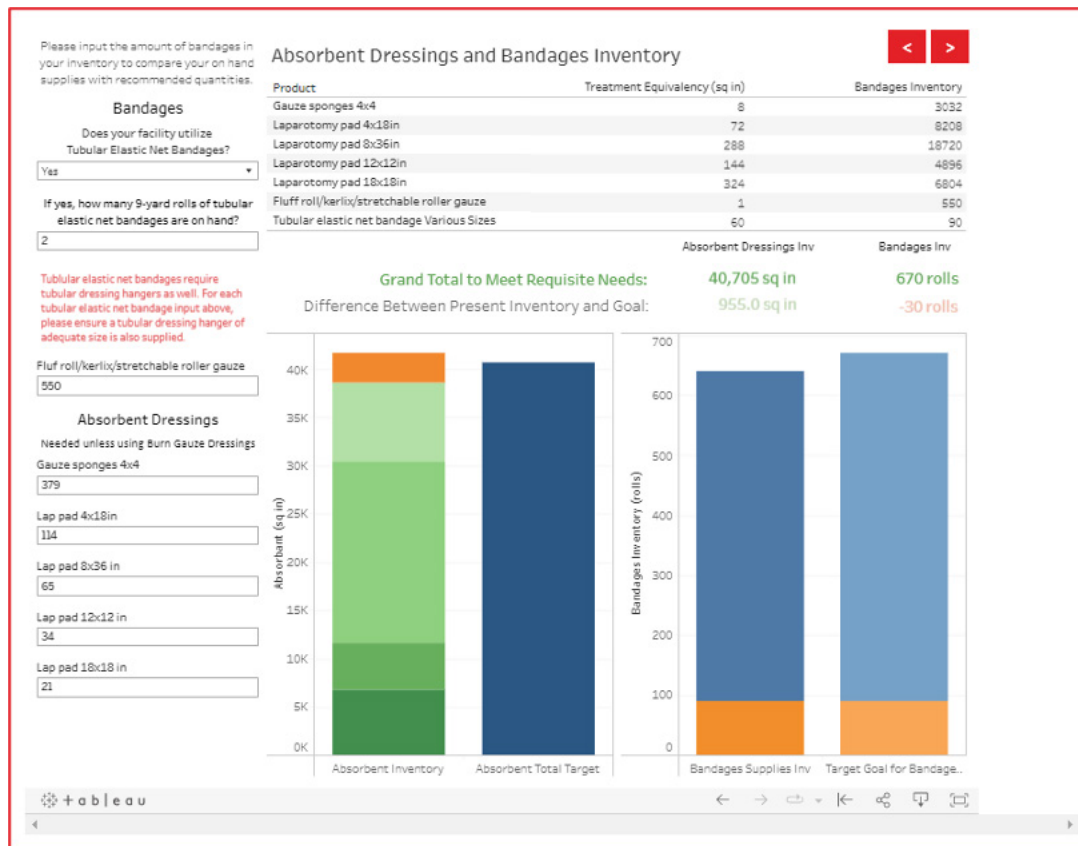 Please input the amount of bandages in
your inventory to compare your on hand
supplies with recommended quantities.
Bandages
Does your facility utilize
Tubular Elastic Net Bandages?
Yes
If yes, how many 9-yard rolls of tubular
elastic net bandages are on hand?
2
Tublular elastic net bandages require
tubular dressing hangers as well. For each
tubular elastic net bandage input above,
please ensure a tubular dressing hanger of
adequate size is also supplied.
Fluf roll/kerlix/stretchable roller gauze
550
Absorbent Dressings
Needed unless using Burn Gauze Dressings
Gauze sponges 4x4
379
Lap pad 4x18in
114
Lap pad 8x36 in
65
Lap pad 12x12 in
34
Lap pad 18x18 in
21
Absorbent Dressings and Bandages Inventory
< >
Product Treatment Equivalency (sq in) Bandages Inventory
Gauze sponges 4x4 8 3032
Laparotomy pad 4x18in 72 8208
Laparotomy pad 8x36in 288 18720
Laparotomy pad 12x12in 144 4896
Laparotomy pad 18x18in 324 6804
Fluff roll/kerlix/stretchable roller gauze 1 550
Tubular elastic net bandage Various Sizes 60 90
Absorbent Dressings Inv Bandages Inv
Grand Total to Meet Requisite Needs: 40,705 sq in 670 rolls
Difference Between Present Inventory and Goal: 955.0 sq in -30 rolls
Absorbant (sq in)
40K
35K
30K
25K
20K
15K
10K
5K
0K
Absorbent Inventory Absorbent Total Target
Bandages Inventory (rolls)
700
600
500
400
300
200
100
0
Bandages Supplies Inv Target Goal for Bandage..
+ableau